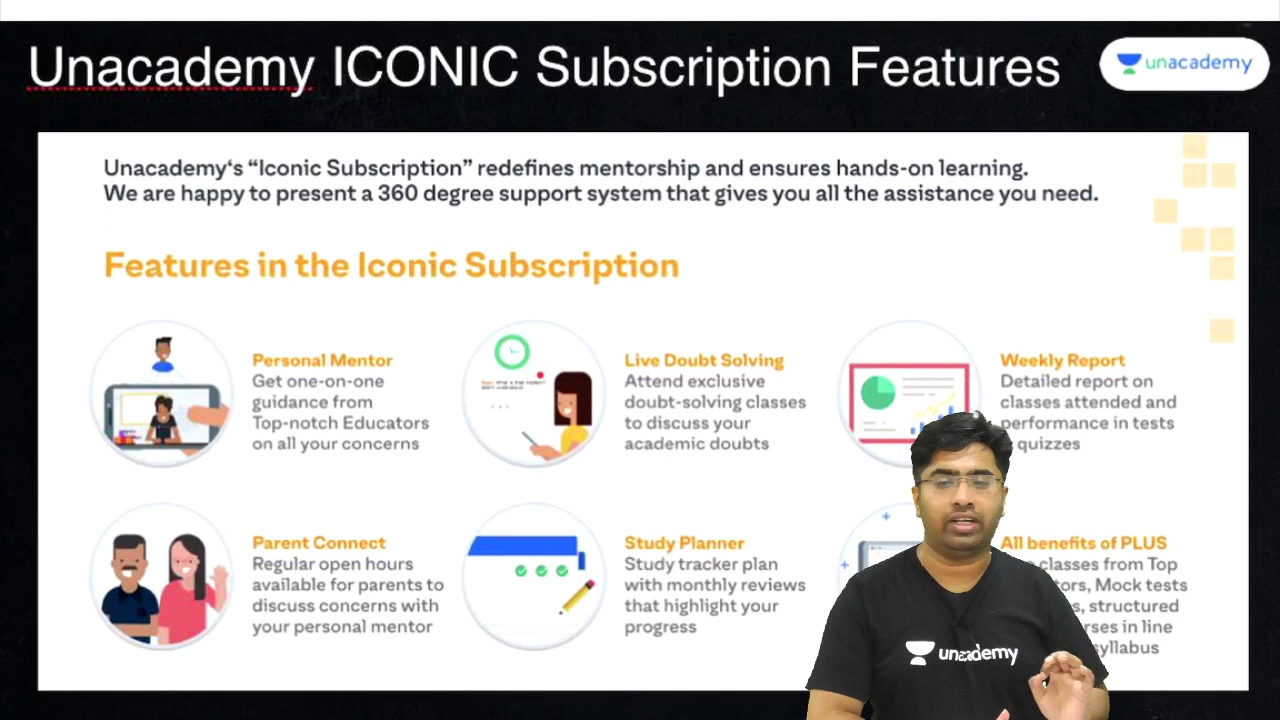 Unacademy ICONIC Subscription Features
unacademy
Unacademy‘s “Iconic Subscription” redefines mentorship and ensures hands-on learning.
We are happy to present a 360 degree support system that gives you all the assistance you need.
Features in the Iconic Subscription
Personal Mentor
Get one-on-one
guidance from
Top-notch Educators
on all your concerns
Live Doubt Solving
Attend exclusive
doubt-solving classes
to discuss your
academic doubts
Weekly Report
Detailed report on
classes attended and
performance in tests
quizzes
Parent Connect
Regular open hours
available for parents to
discuss concerns with
your personal mentor
Study Planner
Study tracker plan
with monthly reviews
that highlight your
progress
All benefits of PLUS
classes from Top
Mock tests
structured
in line
syllabus
unacademy